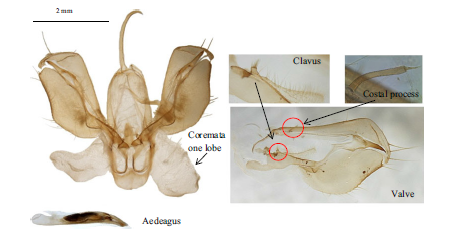 2 mm
Clavus
Costal process
Coremata
one lobe
Valve
Aedeagus